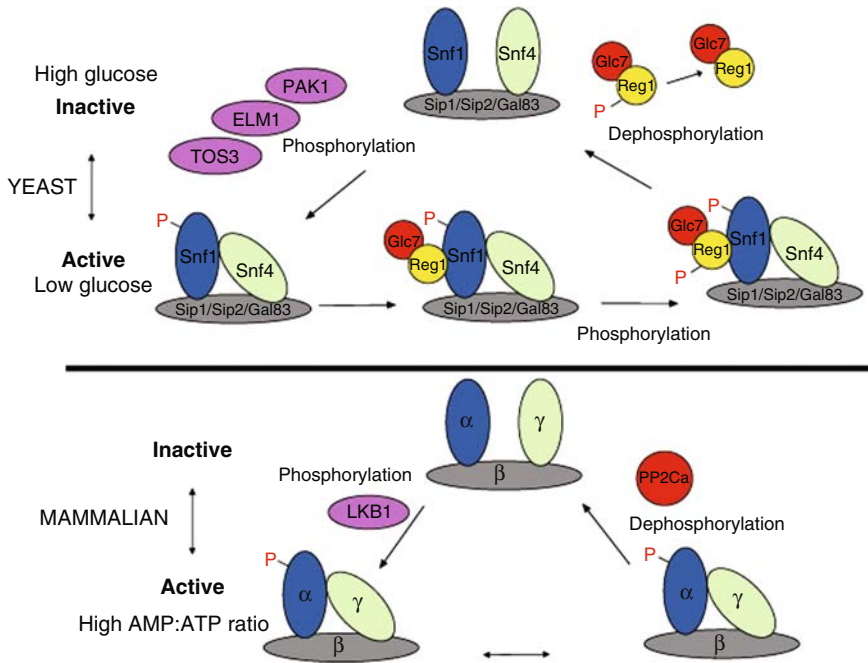 High glucose
Inactive
YEAST
Active
Low glucose
PAK1
ELM1
TOS3
Phosphorylation
Snf1
Snf4
Sip1/Sip2/Gal83
Glc7
Reg1
P
Glc7
Reg1
Dephosphorylation
P
Snf1
Snf4
Sip1/Sip2/Gal83
Glc7
Reg1
P
Snf1
Snf4
Sip1/Sip2/Gal83
Phosphorylation
P
Glc7
Reg1
P
Snf1
Snf4
Sip1/Sip2/Gal83
Inactive
MAMMALIAN
Active
High AMP:ATP ratio
α
γ
β
Phosphorylation
LKB1
PP2Ca
Dephosphorylation
P
α
γ
β
P
α
γ
β